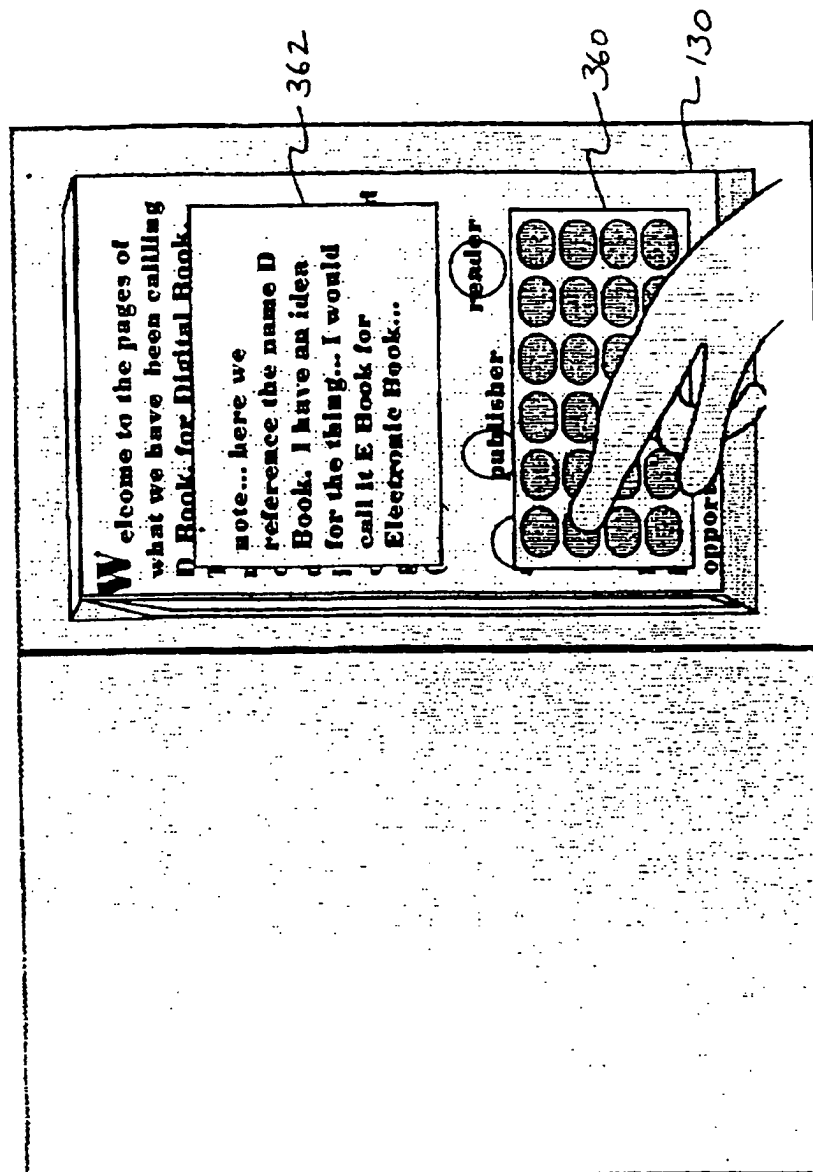 Welcome to the pages of
what we have been callling
D Book, for Digital Book.
note... here we
reference the name D
Book. I have an idea
for the thing... I would
call it E Book for
Electronic Book...
publisher
reader
opport
362
360
130